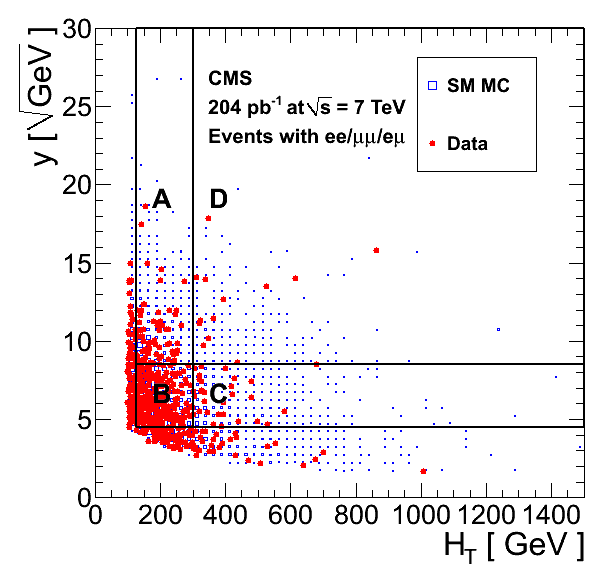 y [√GeV]
30
25
20
15
10
5
0
CMS
204 pb⁻¹ at √s = 7 TeV
Events with ee/μμ/eμ
SM MC
Data
A D
B C
0 200 400 600 800 1000 1200 1400
H_T [ GeV ]